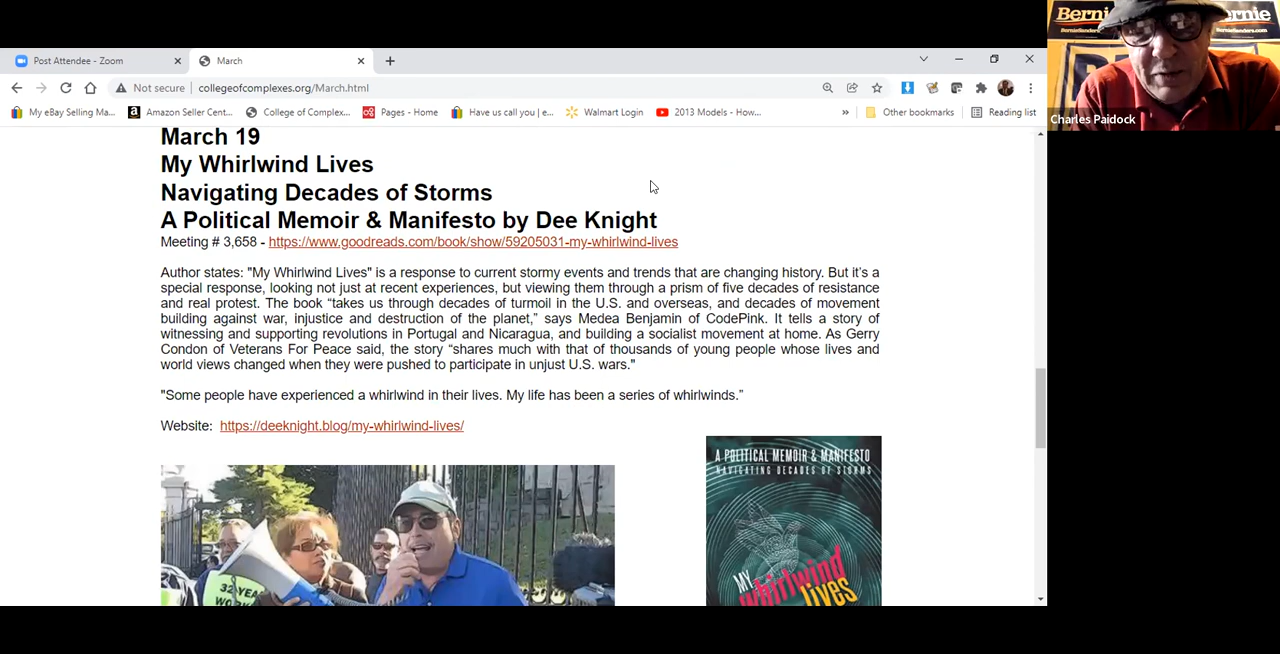 Post Attendee - Zoom
March
Not secure
collegeofcomplexes.org/March.html
My eBay Selling Ma...
Amazon Seller Cent...
College of Complex...
Pages - Home
Have us call you | e...
Walmart Login
2013 Models - How...
»
Other bookmarks
Reading list
March 19
My Whirlwind Lives
Navigating Decades of Storms
A Political Memoir & Manifesto by Dee Knight
Meeting # 3,658 - https://www.goodreads.com/book/show/59205031-my-whirlwind-lives
Author states: "My Whirlwind Lives" is a response to current stormy events and trends that are changing history. But it’s a
special response, looking not just at recent experiences, but viewing them through a prism of five decades of resistance
and real protest. The book “takes us through decades of turmoil in the U.S. and overseas, and decades of movement
building against war, injustice and destruction of the planet,” says Medea Benjamin of CodePink. It tells a story of
witnessing and supporting revolutions in Portugal and Nicaragua, and building a socialist movement at home. As Gerry
Condon of Veterans For Peace said, the story “shares much with that of thousands of young people whose lives and
world views changed when they were pushed to participate in unjust U.S. wars."
"Some people have experienced a whirlwind in their lives. My life has been a series of whirlwinds.”
Website: https://deeknight.blog/my-whirlwind-lives/
32 YEA
WO
A POLITICAL MEMOIR & MANIFESTO
NAVIGATING DECADES OF STORMS
MY
whirlwind
lives
Berni
BernieSanders
rnie
Sanders.com
Charles Paidock